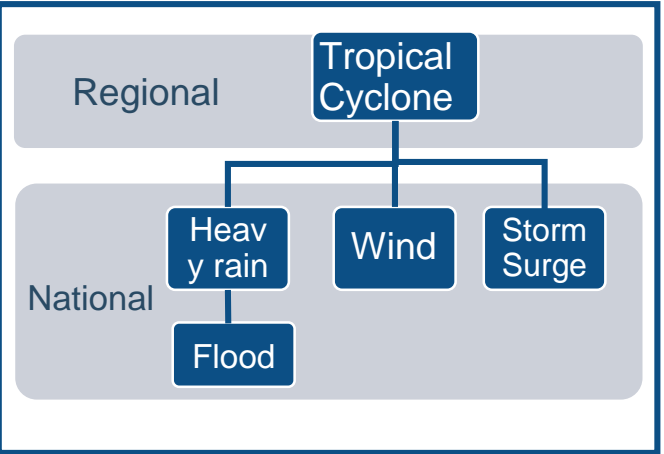 Regional
Tropical
Cyclone
National
Heav
y rain
Wind
Storm
Surge
Flood